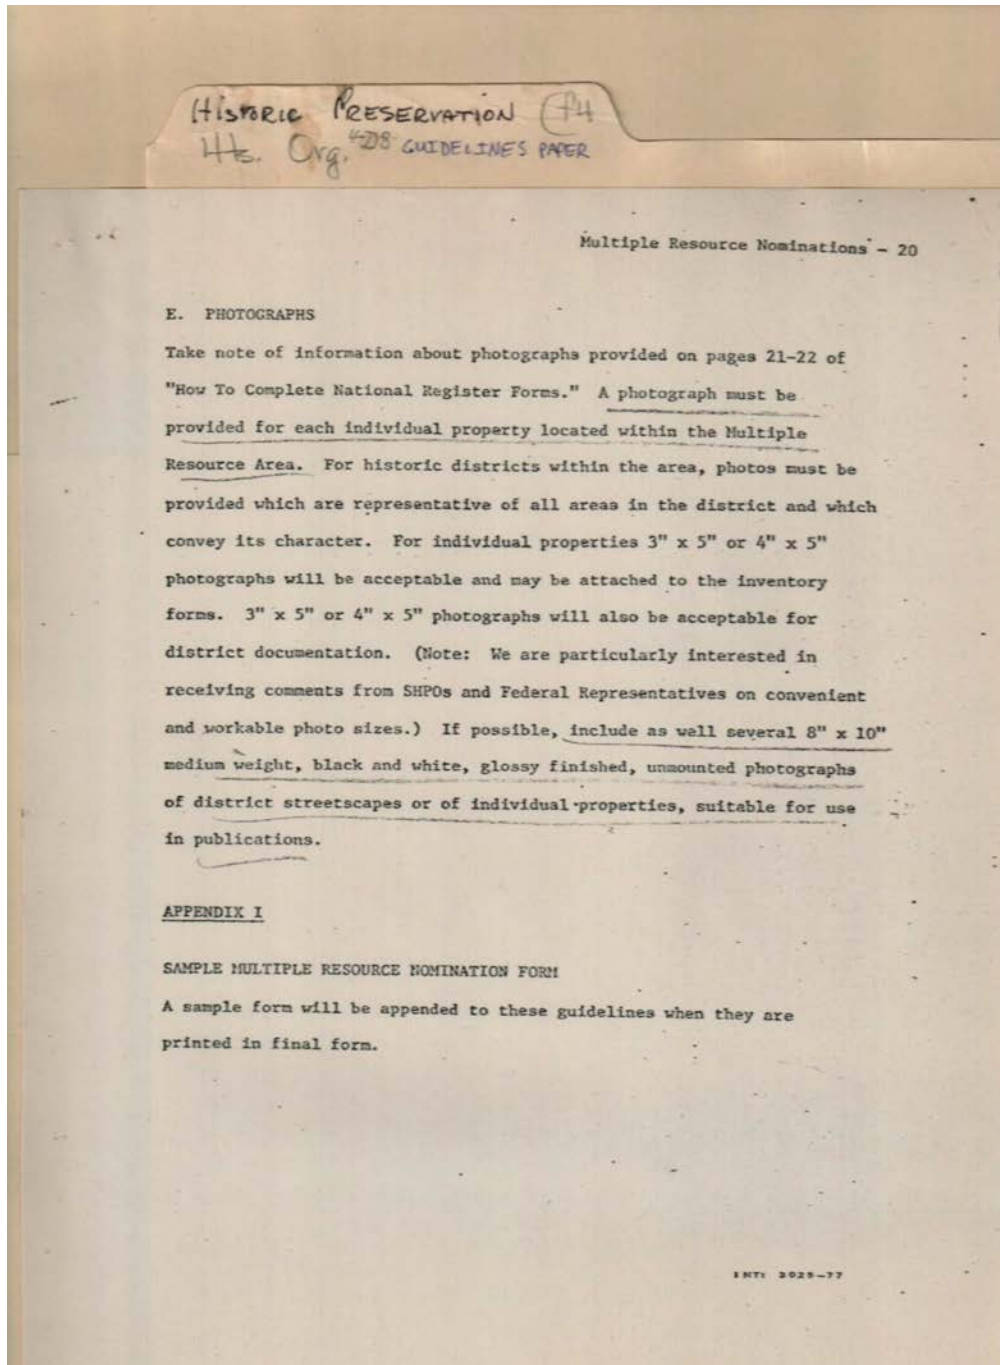 Historic Preservation
Hts. Org. GUIDELINES PAPER
Multiple Resource Nominations - 20
E. PHOTOGRAPHS
Take note of information about photographs provided on pages 21-22 of
"How To Complete National Register Forms." A photograph must be
provided for each individual property located within the Multiple
Resource Area. For historic districts within the area, photos must be
provided which are representative of all areas in the district and which
convey its character. For individual properties 3" x 5" or 4" x 5"
photographs will be acceptable and may be attached to the inventory
forms. 3" x 5" or 4" x 5" photographs will also be acceptable for
district documentation. (Note: We are particularly interested in
receiving comments from SHPOs and Federal Representatives on convenient
and workable photo sizes.) If possible, include as well several 8" x 10"
medium weight, black and white, glossy finished, unmounted photographs
of district streetscapes or of individual properties, suitable for use
in publications.
APPENDIX I
SAMPLE MULTIPLE RESOURCE NOMINATION FORM
A sample form will be appended to these guidelines when they are
printed in final form.
INT: 3025-77